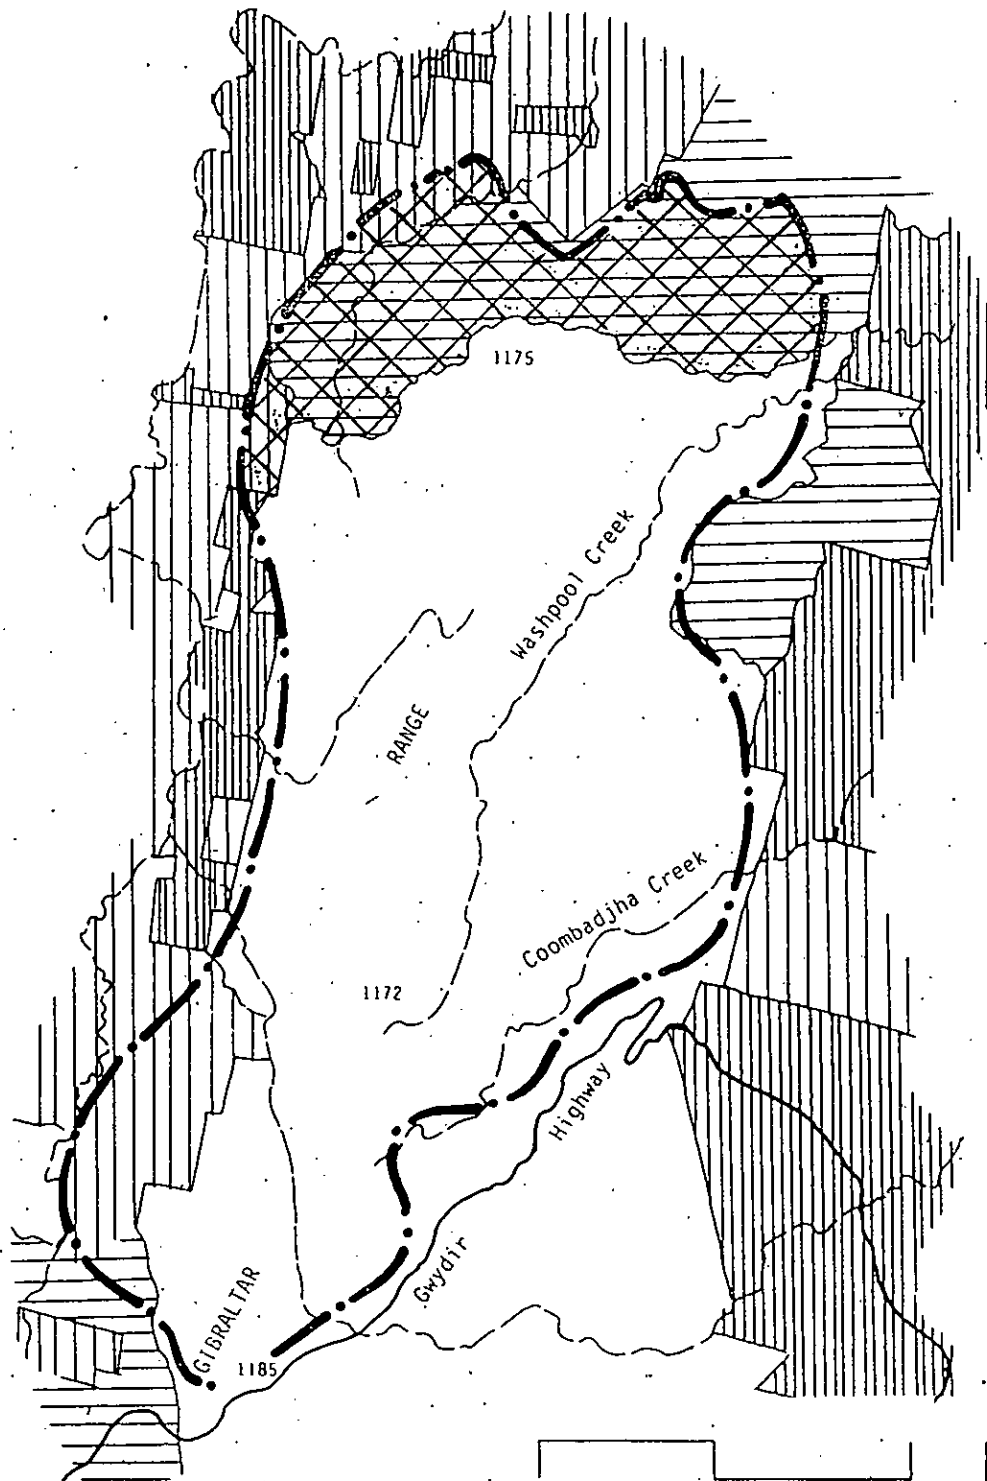 1175
Washpool Creek
RANGE
Coombadjha Creek
1172
Highway
Gwydir
GIBRALTAR
1185